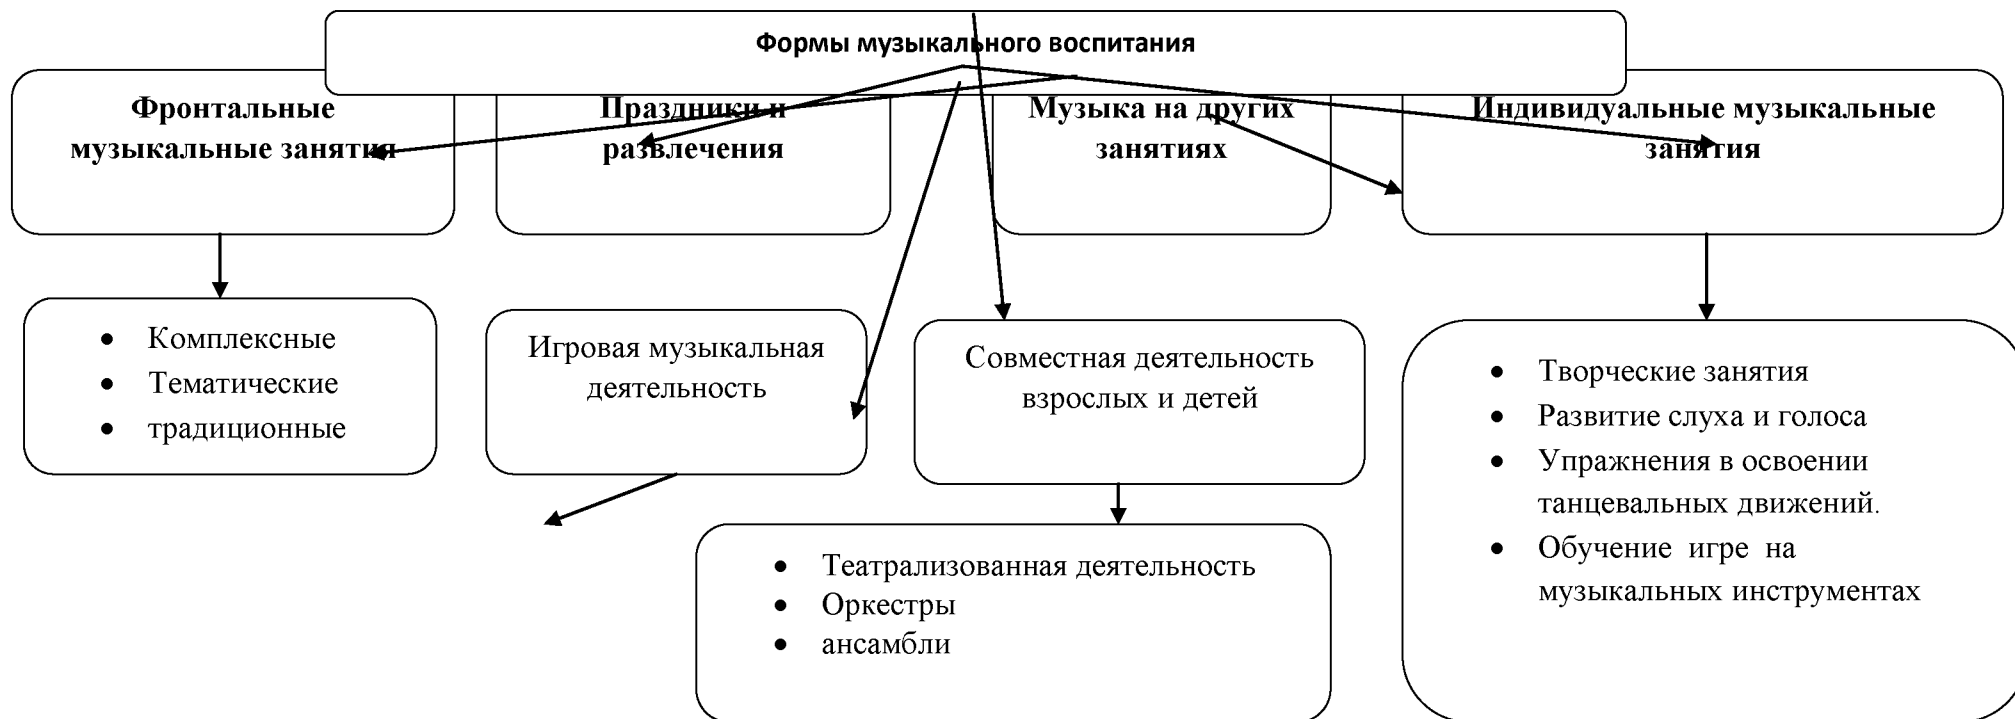 Формы музыкального воспитания
Фронтальные
музыкальные занятия
Праздники и
развлечения
Музыка на других
занятиях
Индивидуальные музыкальные
занятия
• Комплексные
• Тематические
• традиционные
Игровая музыкальная
деятельность
Совместная деятельность
взрослых и детей
• Творческие занятия
• Развитие слуха и голоса
• Упражнения в освоении
танцевальных движений.
• Обучение игре на
музыкальных инструментах
• Театрализованная деятельность
• Оркестры
• ансамбли